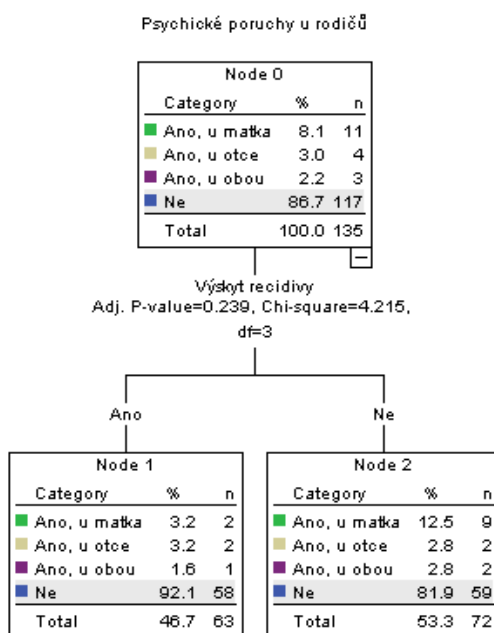 Psychické poruchy u rodičů
Node 0
Category % n
Ano, u matka 8.1 11
Ano, u otce 3.0 4
Ano, u obou 2.2 3
Ne 86.7 117
Total 100.0 135
Výskyt recidivy
Adj. P-value=0.239, Chi-square=4.215,
df=3
Ano
Ne
Node 1
Category % n
Ano, u matka 3.2 2
Ano, u otce 3.2 2
Ano, u obou 1.6 1
Ne 92.1 58
Total 46.7 63
Node 2
Category % n
Ano, u matka 12.5 9
Ano, u otce 2.8 2
Ano, u obou 2.8 2
Ne 81.9 59
Total 53.3 72